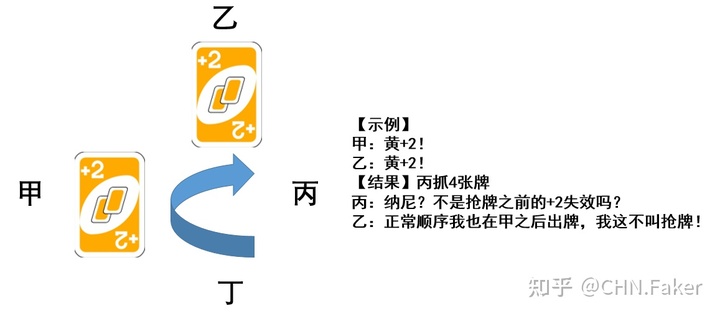 乙
+2
+2
甲
+2
+2
丙
丁
【示例】
甲：黄+2！
乙：黄+2！
【结果】丙抓4张牌
丙：纳尼？不是抢牌之前的+2失效吗？
乙：正常顺序我也在甲之后出牌，我这不叫抢牌！
知乎 @CHN.Faker